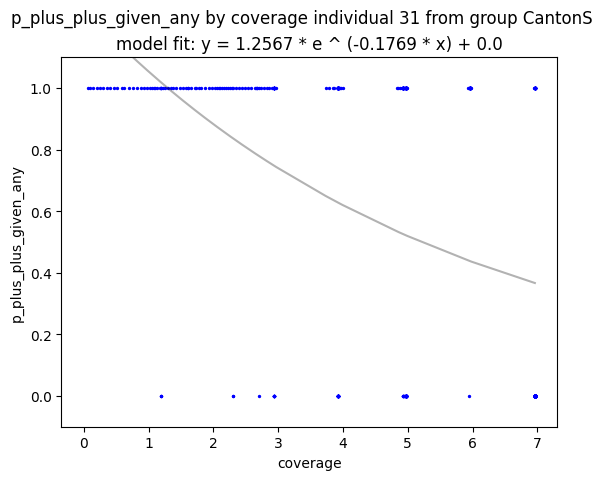 p_plus_plus_given_any by coverage individual 31 from group CantonS
model fit: y = 1.2567 * e ^ (-0.1769 * x) + 0.0
1.0
0.8
0.6
0.4
0.2
0.0
p_plus_plus_given_any
0 1 2 3 4 5 6 7
coverage